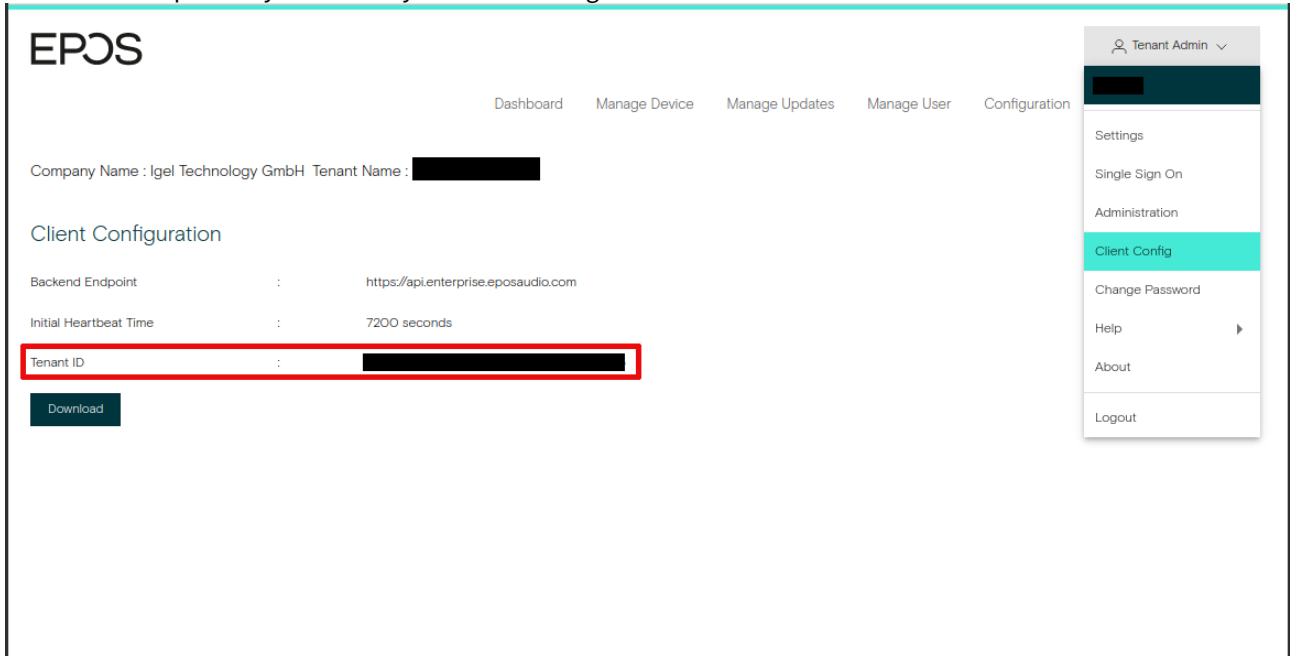 EPOS
Tenant Admin
Dashboard Manage Device Manage Updates Manage User Configuration
Settings
Company Name : Igel Technology GmbH Tenant Name :
Single Sign On
Administration
Client Configuration
Client Config
Backend Endpoint : https://api.enterprise.eposaudio.com
Change Password
Initial Heartbeat Time : 7200 seconds
Help
Tenant ID :
About
Download
Logout